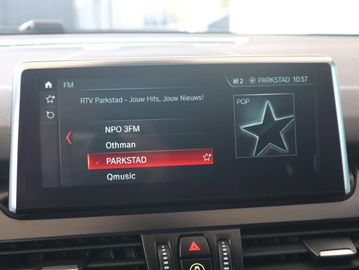 FM
2 PARKSTAD 10:57
RTV Parkstad - Jouw Hits, Jouw Nieuws!
POP
NPO 3FM
Othman
PARKSTAD
Qmusic